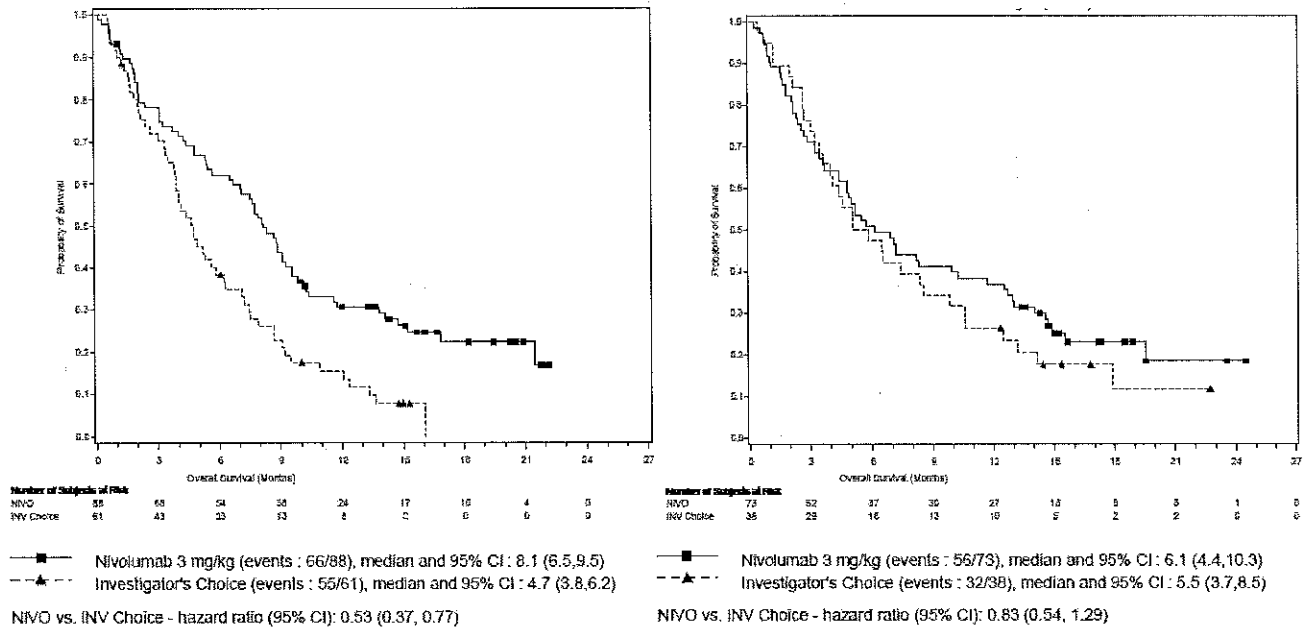 1.0
0.9
0.8
0.7
0.6
0.5
0.4
0.3
0.2
0.1
0.0
Probability of Survival
0 3 6 9 12 15 18 21 24 27
Overall Survival (Months)
Number of Subjects at Risk
NIVO 88 54 24 17 10 4 0 0
INV Choice 61 43 0 0 0 0
Nivolumab 3 mg/kg (events : 66/88), median and 95% CI : 8.1 (6.5,9.5)
Investigator's Choice (events : 55/61), median and 95% CI : 4.7 (3.8,6.2)
NIVO vs. INV Choice - hazard ratio (95% CI): 0.53 (0.37, 0.77)
1.0
0.9
0.8
0.7
0.6
0.5
0.4
0.3
0.2
0.1
0.0
Probability of Survival
0 3 6 9 12 15 18 21 24 27
Overall Survival (Months)
Number of Subjects at Risk
NIVO 73 52 37 30 27 1 0
INV Choice 38 29 13 10 2 2 0 0
Nivolumab 3 mg/kg (events : 56/73), median and 95% CI : 6.1 (4.4,10.3)
Investigator's Choice (events : 32/38), median and 95% CI : 5.5 (3.7,8.5)
NIVO vs. INV Choice - hazard ratio (95% CI): 0.83 (0.54, 1.29)